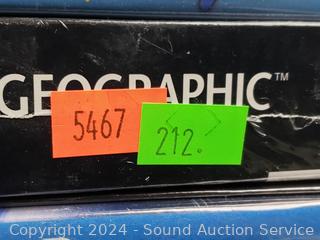 GEOGRAPHIC™
5467
212.
Copyright 2024 - Sound Auction Service